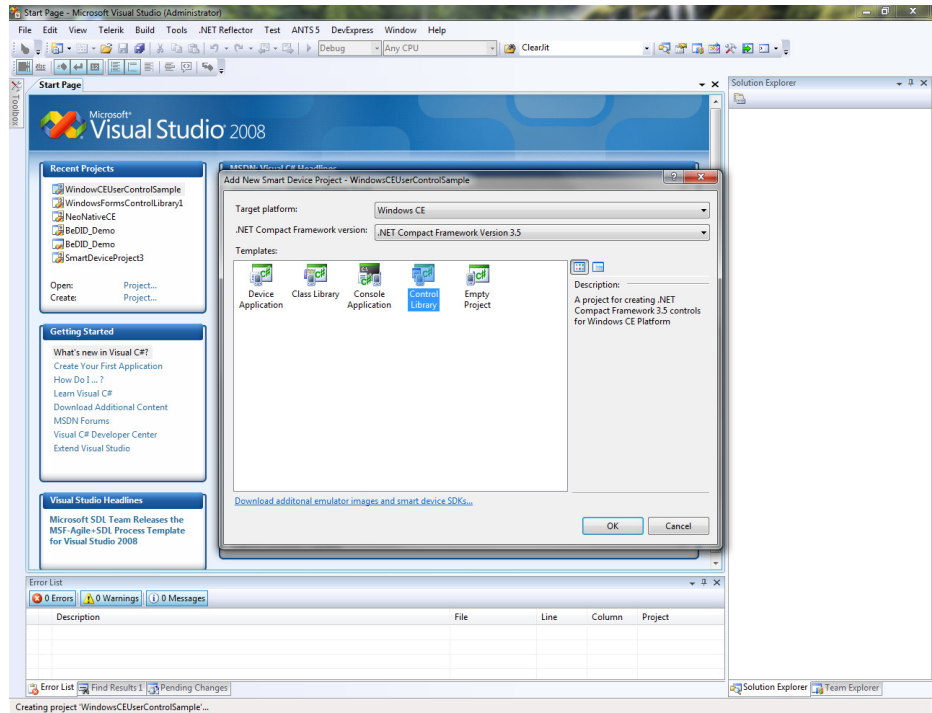 Start Page - Microsoft Visual Studio (Administrator)
File Edit View Telerik Build Tools .NET Reflector Test ANTS 5 DevExpress Window Help
Debug Any CPU ClearJit
Toolbox
Start Page
Solution Explorer
Microsoft®
Visual Studio® 2008
Recent Projects
WindowCEUserControlSample
WindowsFormsControlLibrary1
NeoNativeCE
BeDID_Demo
BeDID_Demo
SmartDeviceProject3
Open: Project...
Create: Project...
Getting Started
What's new in Visual C#?
Create Your First Application
How Do I ... ?
Learn Visual C#
Download Additional Content
MSDN Forums
Visual C# Developer Center
Extend Visual Studio
Visual Studio Headlines
Microsoft SDL Team Releases the
MSF-Agile+SDL Process Template
for Visual Studio 2008
MSDN: Visual C# Headlines
Add New Smart Device Project - WindowsCEUserControlSample
Target platform: Windows CE
.NET Compact Framework version: .NET Compact Framework Version 3.5
Templates:
Device Application
Class Library
Console Application
Control Library
Empty Project
Description:
A project for creating .NET
Compact Framework 3.5 controls
for Windows CE Platform
Download additonal emulator images and smart device SDKs...
OK Cancel
Error List
0 Errors 0 Warnings 0 Messages
Description File Line Column Project
Error List Find Results 1 Pending Changes
Solution Explorer Team Explorer
Creating project 'WindowsCEUserControlSample'...